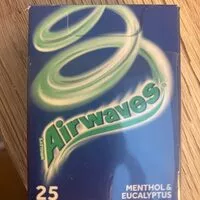 Airwaves
25
MENTHOL &
EUCALYPTUS